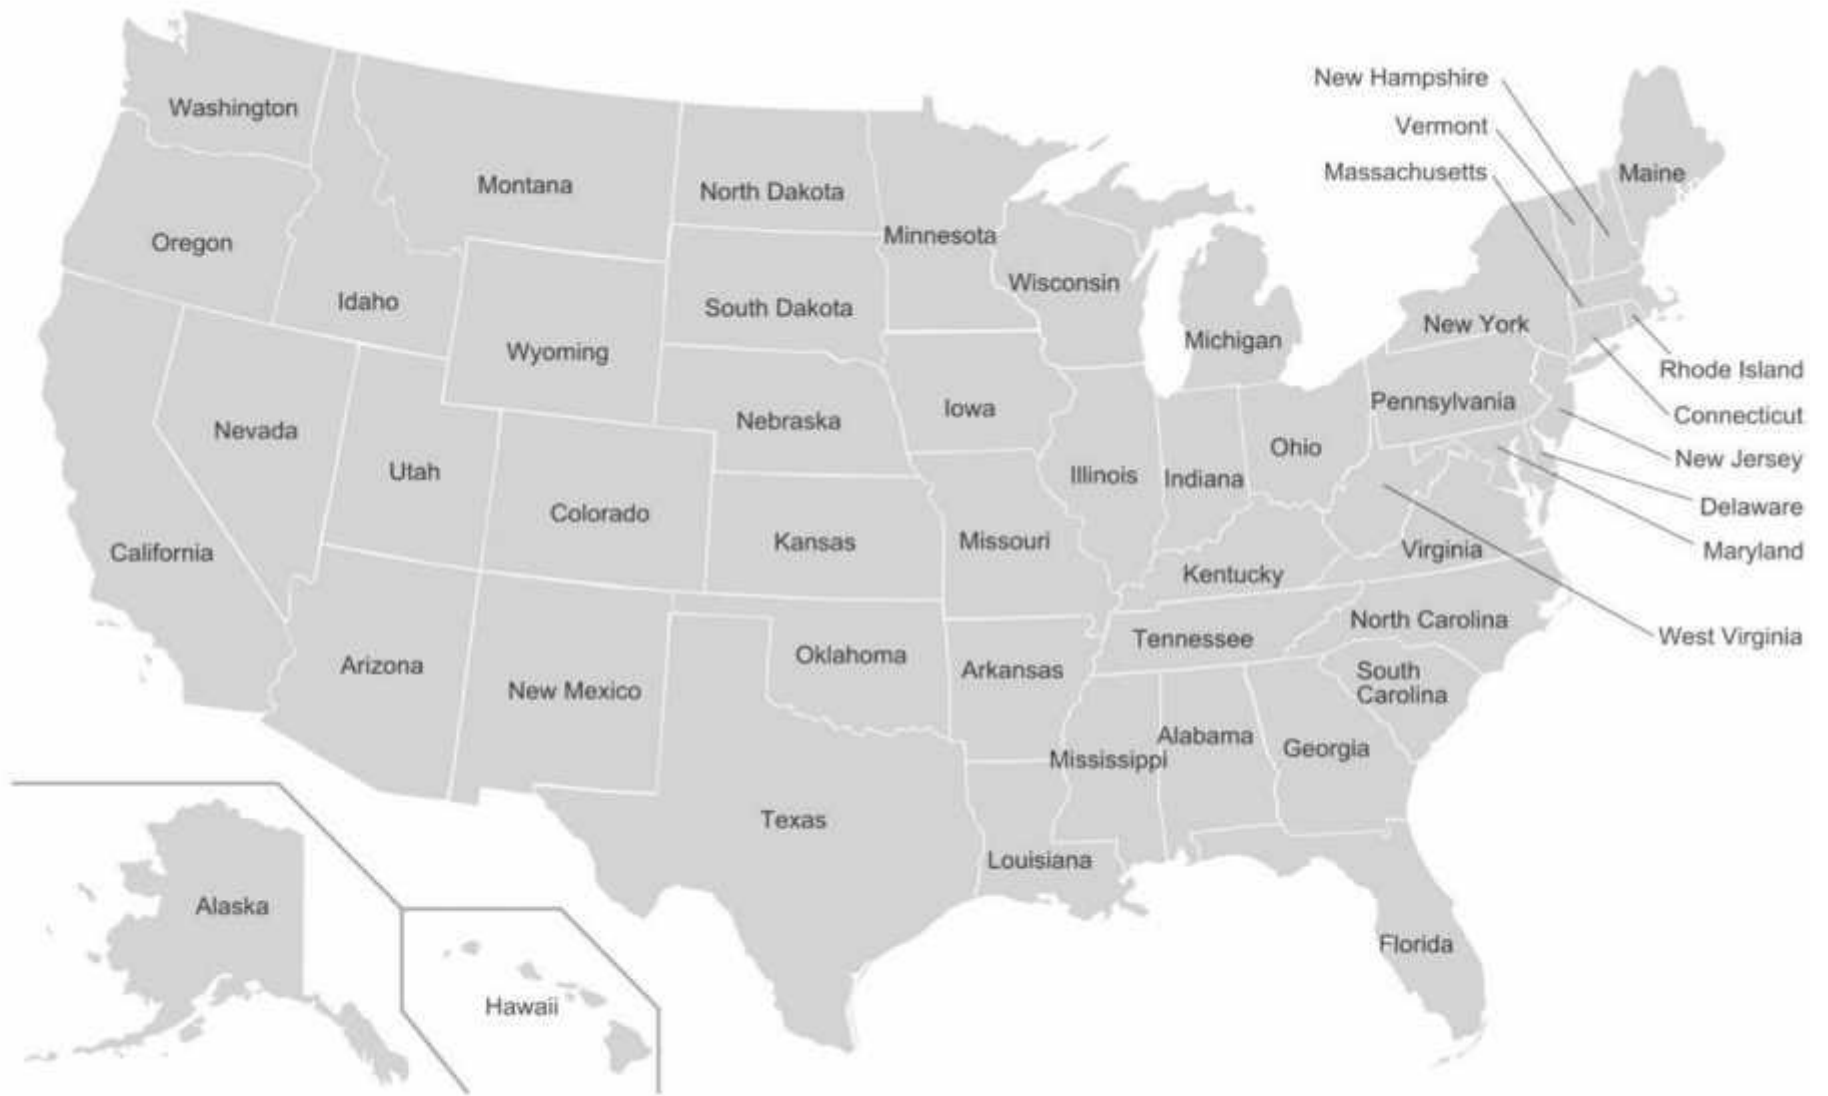 New Hampshire
Washington
Vermont
Massachusetts
Maine
Montana
North Dakota
Minnesota
Oregon
Wisconsin
Idaho
South Dakota
New York
Michigan
Wyoming
Rhode Island
Pennsylvania
Iowa
Connecticut
Nebraska
Nevada
Ohio
New Jersey
Utah
Illinois
Indiana
Delaware
Colorado
Kansas
Missouri
Virginia
Maryland
California
Kentucky
North Carolina
West Virginia
Tennessee
Oklahoma
Arizona
Arkansas
South
Carolina
New Mexico
Alabama
Georgia
Mississippi
Texas
Louisiana
Alaska
Florida
Hawaii